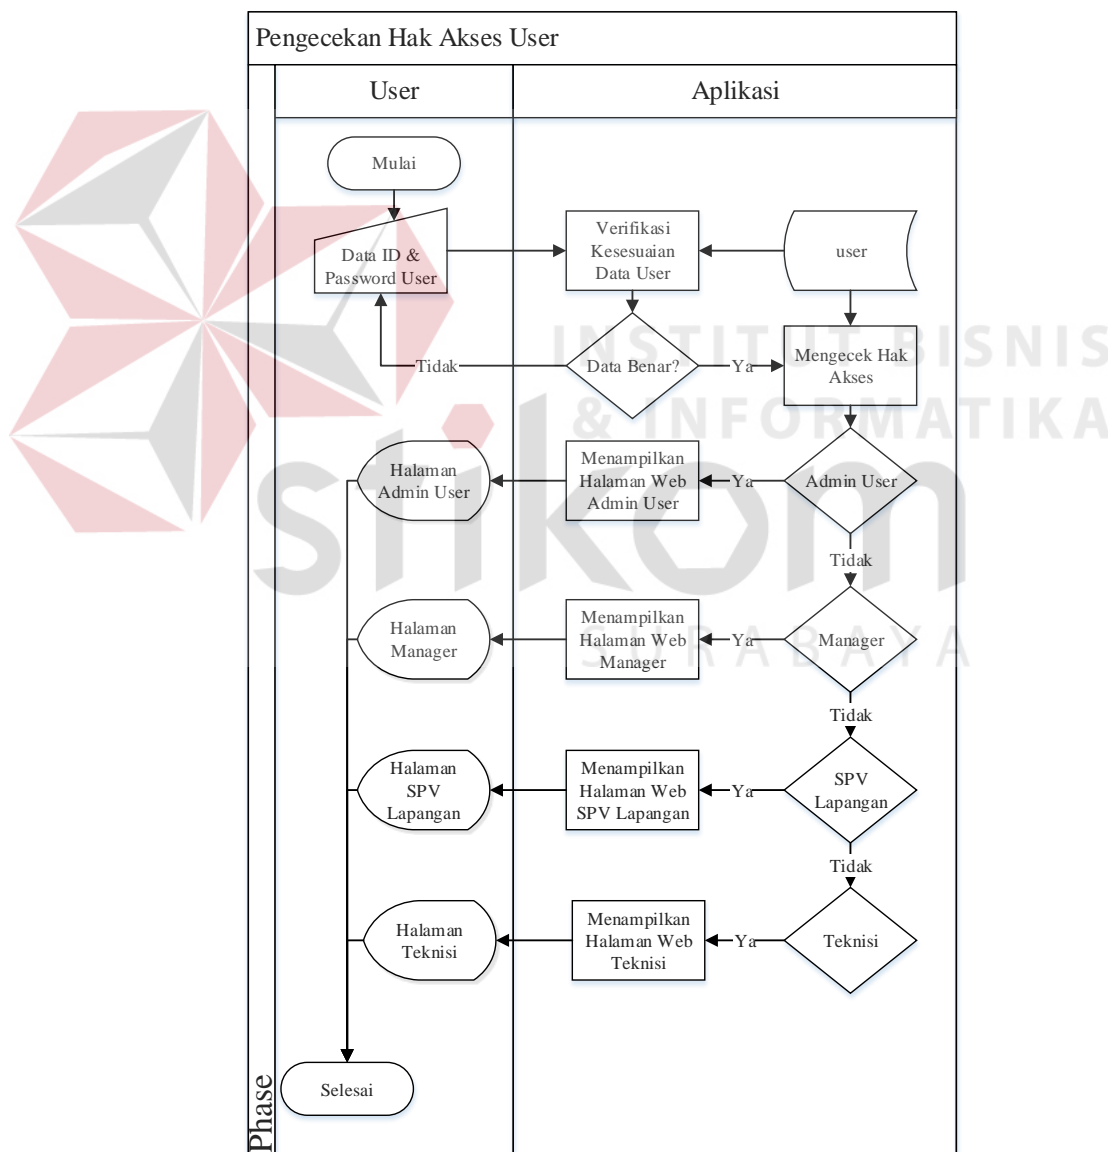 Pengecekan Hak Akses User
User
Aplikasi
Mulai
Data ID &
Password User
Verifikasi
Kesesuaian
Data User
user
Tidak
Data Benar?
Ya
Mengecek Hak
Akses
INSTITUT BISNIS
& INFORMATIKA
stikom
SURABAYA
Halaman
Admin User
Menampilkan
Halaman Web
Admin User
Ya
Admin User
Tidak
Halaman
Manager
Menampilkan
Halaman Web
Manager
Ya
Manager
Tidak
Halaman
SPV
Lapangan
Menampilkan
Halaman Web
SPV Lapangan
Ya
SPV
Lapangan
Tidak
Halaman
Teknisi
Menampilkan
Halaman Web
Teknisi
Ya
Teknisi
Selesai
Phase